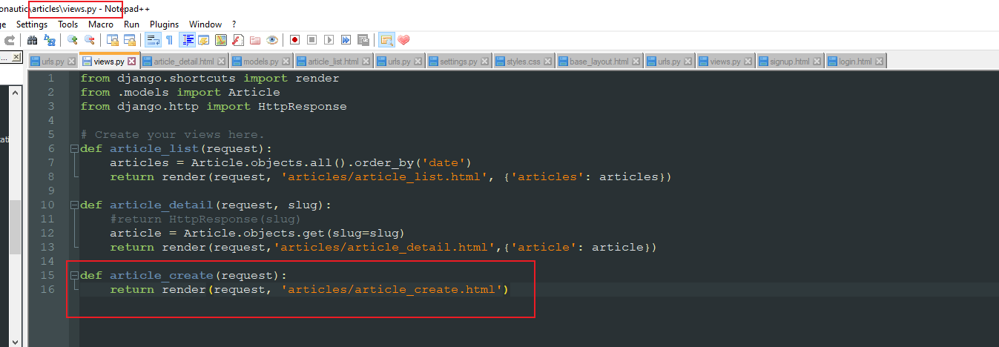 onautic\articles\views.py - Notepad++
ge Settings Tools Macro Run Plugins Window ?
... urls.py views.py article_detail.html models.py article_list.html urls.py settings.py styles.css base_layout.html urls.py views.py signup.html login.html
1 from django.shortcuts import render
2 from .models import Article
3 from django.http import HttpResponse
4
5 # Create your views here.
6 def article_list(request):
7 articles = Article.objects.all().order_by('date')
8 return render(request, 'articles/article_list.html', {'articles': articles})
9
10 def article_detail(request, slug):
11 #return HttpResponse(slug)
12 article = Article.objects.get(slug=slug)
13 return render(request,'articles/article_detail.html',{'article': article})
14
15 def article_create(request):
16 return render(request, 'articles/article_create.html')